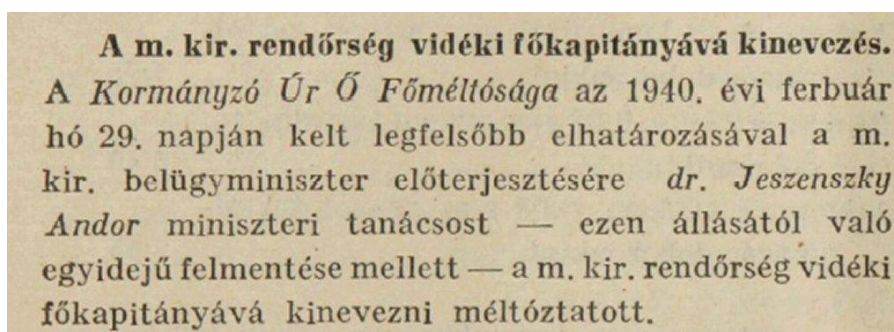 A m. kir. rendőrség vidéki főkapitányává kinevezés.
A Kormányzó Úr Ő Főméltósága az 1940. évi ferbuár
hó 29. napján kelt legfelsőbb elhatározásával a m.
kir. belügyminiszter előterjesztésére dr. Jeszenszky
Andor miniszteri tanácsost — ezen állásától való
egyidejű felmentése mellett — a m. kir. rendőrség vidéki
főkapitányává kinevezni méltóztatott.